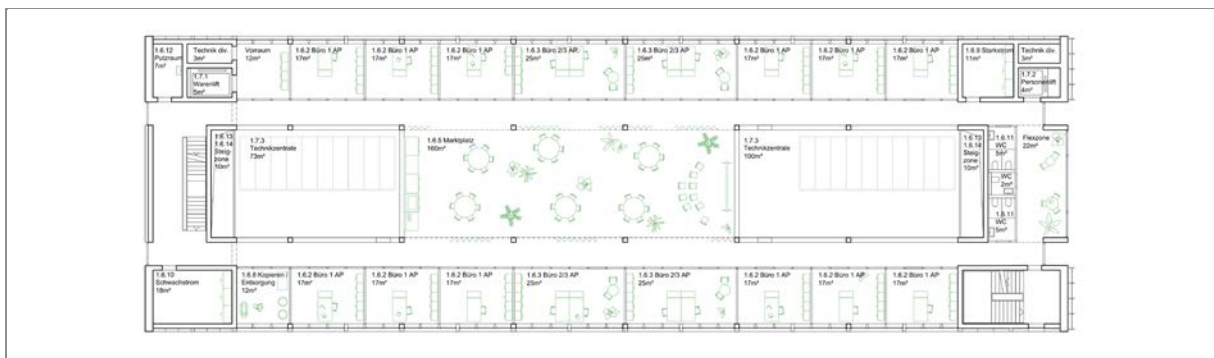 1.6.12
Putzraum
7m²
Technik div.
3m²
1.7.1
Warenlift
5m²
Vorraum
12m²
1.6.2 Büro 1 AP
17m²
1.6.2 Büro 1 AP
17m²
1.6.2 Büro 1 AP
17m²
1.6.3 Büro 2/3 AP
25m²
1.6.3 Büro 2/3 AP
25m²
1.6.2 Büro 1 AP
17m²
1.6.2 Büro 1 AP
17m²
1.6.2 Büro 1 AP
17m²
1.6.9 Starkstrom
11m²
Technik div.
3m²
1.7.2
Personenlift
4m²
1.6.13
1.6.14
Steig-
zone
10m²
1.7.3
Technikzentrale
73m²
1.6.5 Marktplatz
160m²
1.7.3
Technikzentrale
100m²
1.6.13
1.6.14
Steig-
zone
10m²
1.6.11
WC
5m²
WC
2m²
1.6.11
WC
5m²
Flexzone
22m²
1.6.10
Schwachstrom
18m²
1.6.8 Kopieren /
Entsorgung
12m²
1.6.2 Büro 1 AP
17m²
1.6.2 Büro 1 AP
17m²
1.6.2 Büro 1 AP
17m²
1.6.3 Büro 2/3 AP
25m²
1.6.3 Büro 2/3 AP
25m²
1.6.2 Büro 1 AP
17m²
1.6.2 Büro 1 AP
17m²
1.6.2 Büro 1 AP
17m²